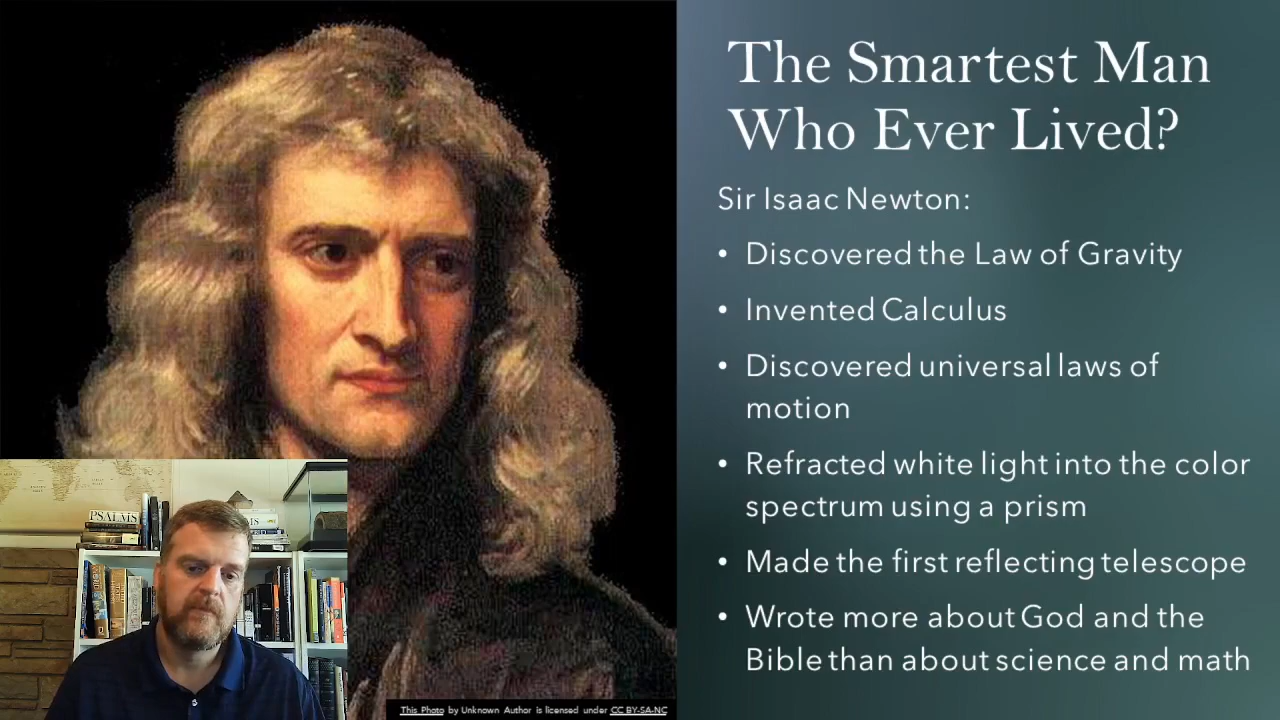 The Smartest Man
Who Ever Lived?
Sir Isaac Newton:
• Discovered the Law of Gravity
• Invented Calculus
• Discovered universal laws of
motion
• Refracted white light into the color
spectrum using a prism
• Made the first reflecting telescope
• Wrote more about God and the
Bible than about science and math
PSALMS
This Photo by Unknown Author is licensed under CC BY-SA-NC